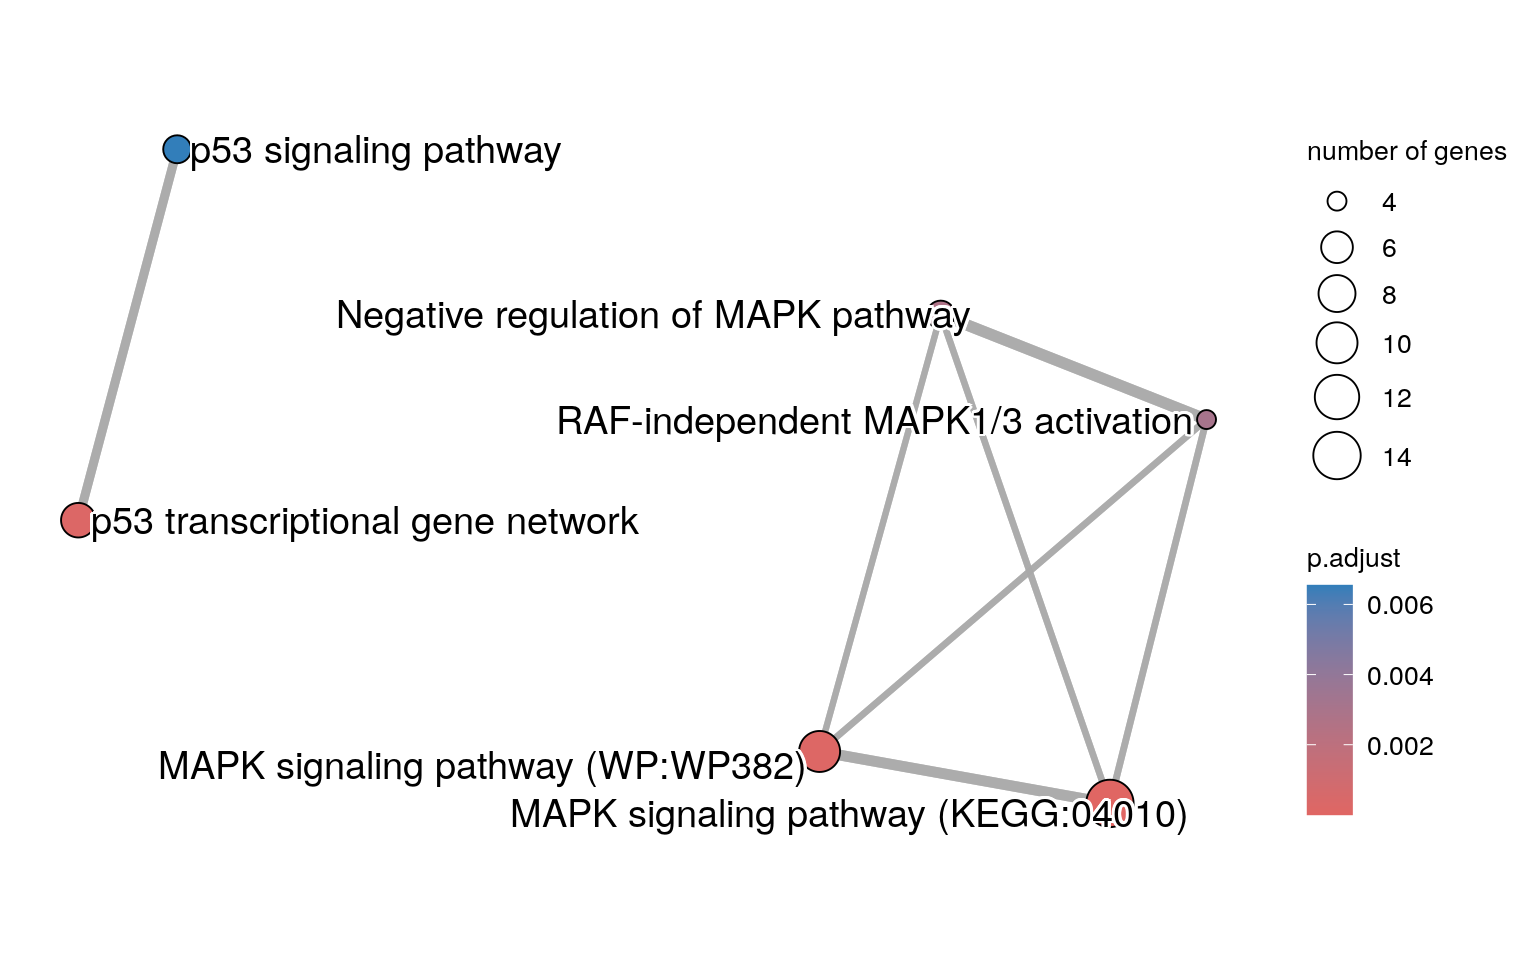 p53 signaling pathway
Negative regulation of MAPK pathway
RAF-independent MAPK1/3 activation
p53 transcriptional gene network
MAPK signaling pathway (WP:WP382)
MAPK signaling pathway (KEGG:04010)
number of genes
4
6
8
10
12
14
p.adjust
0.006
0.004
0.002